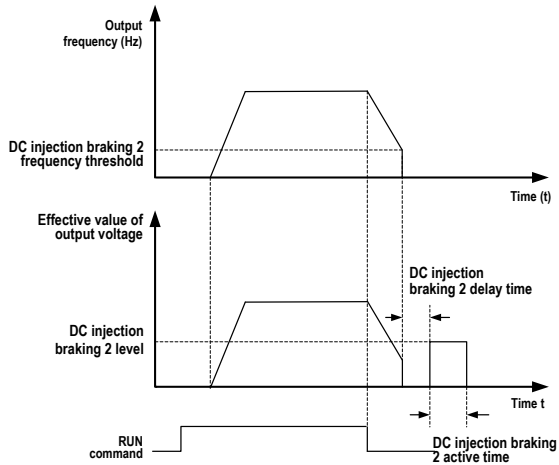 Output
frequency (Hz)
DC injection braking 2
frequency threshold
Time (t)
Effective value of
output voltage
DC injection
braking 2 delay time
DC injection
braking 2 level
Time t
RUN
command
DC injection braking
2 active time